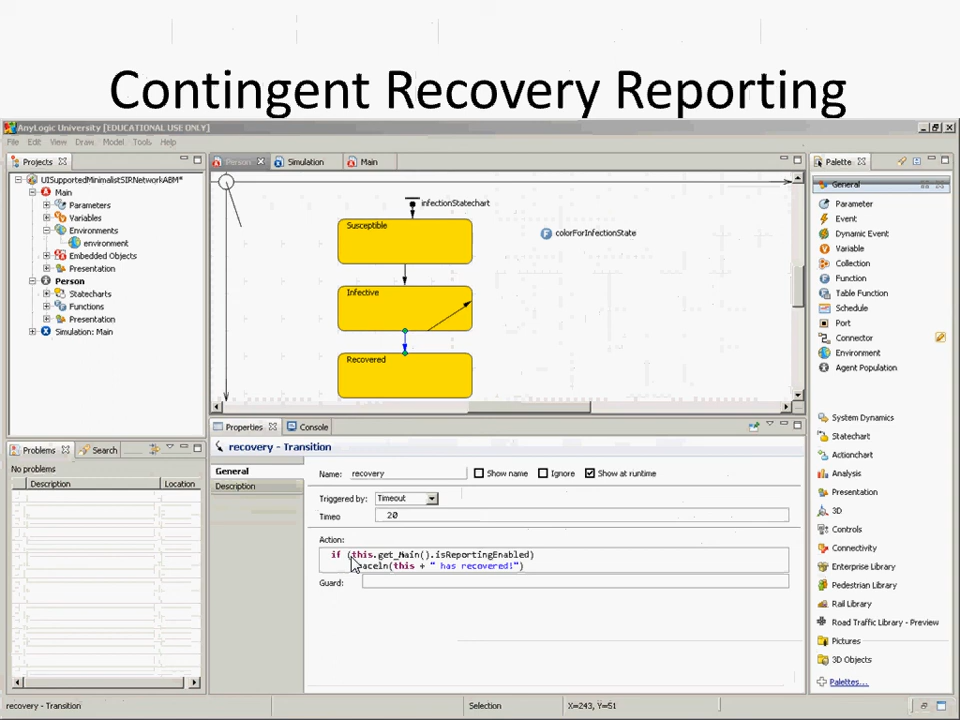 Contingent Recovery Reporting
AnyLogic University [EDUCATIONAL USE ONLY]
File Edit View Draw Model Tools Help
Projects
Person
Simulation
Main
Palette
UISupportedMinimalistSIRNetworkABM*
Main
Parameters
Variables
Environments
environment
Embedded Objects
Presentation
Person
Statecharts
Functions
Presentation
Simulation: Main
infectionStatechart
Susceptible
colorForInfectionState
Infective
Recovered
General
Parameter
Event
Dynamic Event
Variable
Collection
Function
Table Function
Schedule
Port
Connector
Environment
Agent Population
System Dynamics
Statechart
Actionchart
Analysis
Presentation
3D
Controls
Connectivity
Enterprise Library
Pedestrian Library
Rail Library
Road Traffic Library - Preview
Pictures
3D Objects
Palettes...
Problems
Search
No problems
Description Location
Properties
Console
recovery - Transition
General
Description
Name: recovery Show name Ignore Show at runtime
Triggered by: Timeout
Timeo 20
Action:
if (this.get_Main().isReportingEnabled)
aceln(this + " has recovered!")
Guard:
recovery - Transition
Selection
X=243, Y=51